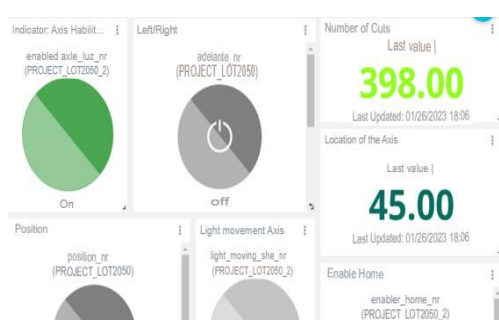 Indicator: Axis Habilit...
enabled axle_luz_nr
(PROJECT_LOT2050_2)
On
Left/Right
adelante_nr
(PROJECT_LOT2050)
off
Number of Cuts
Last value |
398.00
Last Updated: 01/26/2023 18:06
Location of the Axis
Last value |
45.00
Last Updated: 01/26/2023 18:06
Position
position_nr
(PROJECT_LOT2050)
Light movement Axis
light_moving_she_nr
(PROJECT_LOT2050_2)
Enable Home
enabler_home_nr
(PROJECT_LOT2050_2)